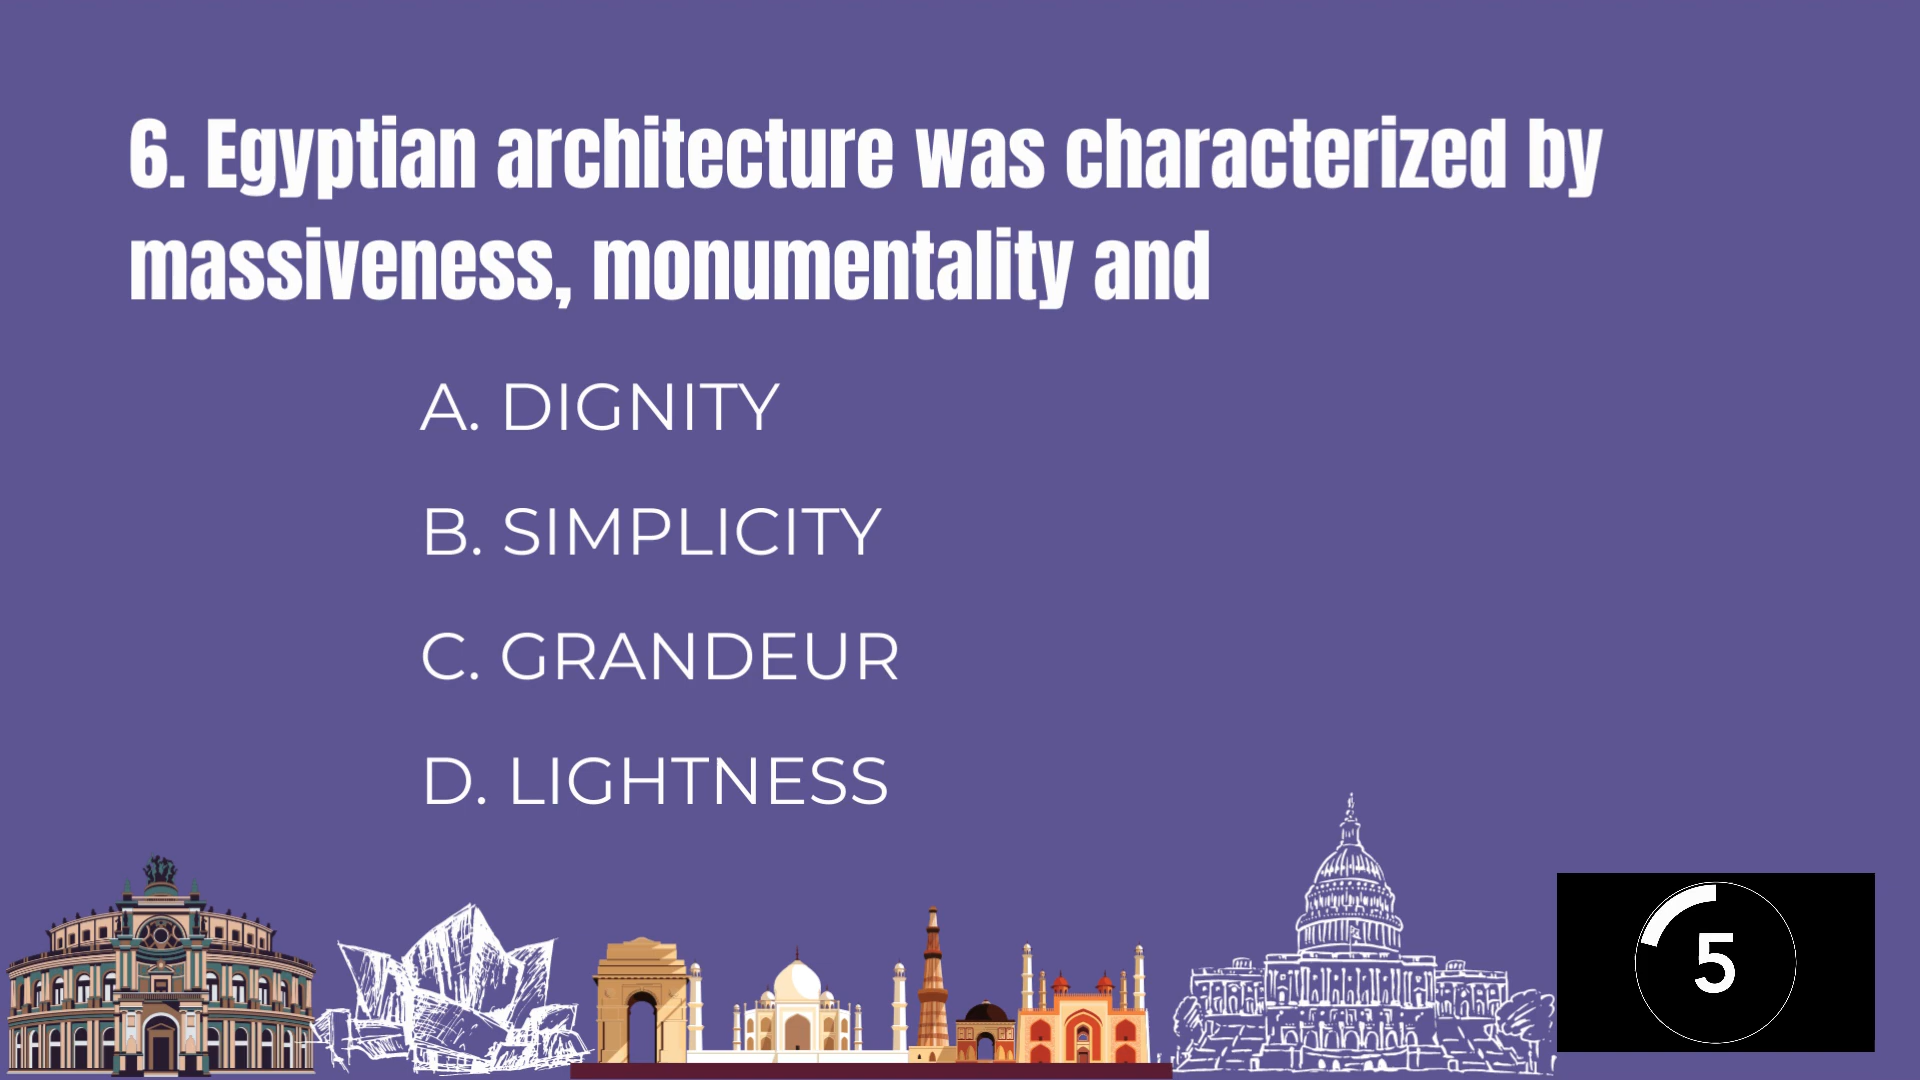 6. Egyptian architecture was characterized by
massiveness, monumentality and
A. DIGNITY
B. SIMPLICITY
C. GRANDEUR
D. LIGHTNESS
5